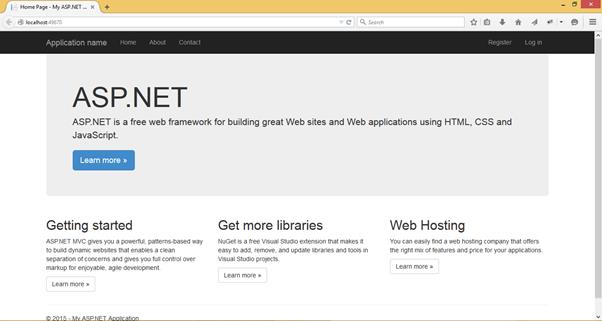 Home Page - My ASP.NET ...
localhost:49670
Search
Application name
Home
About
Contact
Register
Log in
ASP.NET
ASP.NET is a free web framework for building great Web sites and Web applications using HTML, CSS and
JavaScript.
Learn more »
Getting started
ASP.NET MVC gives you a powerful, patterns-based way
to build dynamic websites that enables a clean
separation of concerns and gives you full control over
markup for enjoyable, agile development.
Learn more »
Get more libraries
NuGet is a free Visual Studio extension that makes it
easy to add, remove, and update libraries and tools in
Visual Studio projects.
Learn more »
Web Hosting
You can easily find a web hosting company that offers
the right mix of features and price for your applications.
Learn more »
© 2015 - My ASP.NET Application